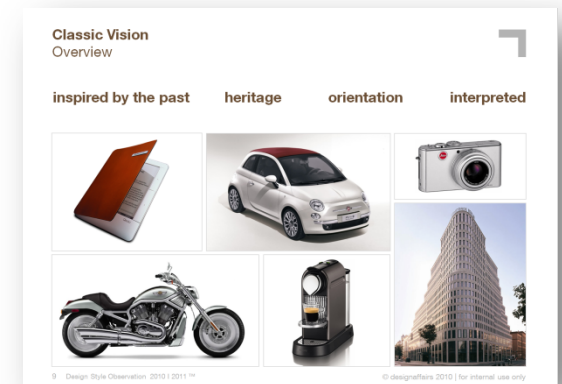 Classic Vision
Overview
inspired by the past heritage orientation interpreted
9 Design Style Observation 2010 I 2011 ™
© designaffairs 2010 | for internal use only